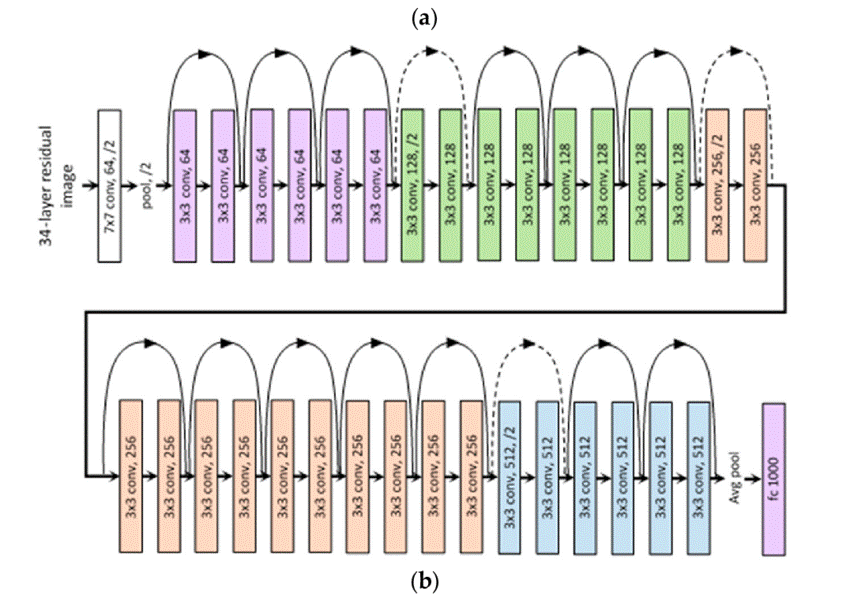 (a)
34-layer residual
image
7x7 conv, 64, /2
pool, /2
3x3 conv, 64
3x3 conv, 64
3x3 conv, 64
3x3 conv, 64
3x3 conv, 64
3x3 conv, 64
3x3 conv, 128, /2
3x3 conv, 128
3x3 conv, 128
3x3 conv, 128
3x3 conv, 128
3x3 conv, 128
3x3 conv, 128
3x3 conv, 128
3x3 conv, 256, /2
3x3 conv, 256
3x3 conv, 256
3x3 conv, 256
3x3 conv, 256
3x3 conv, 256
3x3 conv, 256
3x3 conv, 256
3x3 conv, 256
3x3 conv, 256
3x3 conv, 256
3x3 conv, 256
3x3 conv, 512, /2
3x3 conv, 512
3x3 conv, 512
3x3 conv, 512
3x3 conv, 512
3x3 conv, 512
Avg pool
fc 1000
(b)